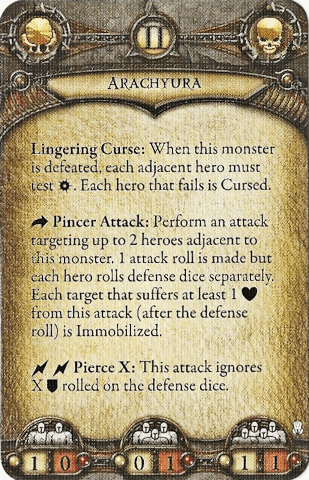 II
Arachyura
Lingering Curse: When this monster
is defeated, each adjacent hero must
test . Each hero that fails is Cursed.
Pincer Attack: Perform an attack
targeting up to 2 heroes adjacent to
this monster. 1 attack roll is made but
each hero rolls defense dice separately.
Each target that suffers at least 1
from this attack (after the defense
roll) is Immobilized.
Pierce X: This attack ignores
X rolled on the defense dice.
1 0 0 1 1 1